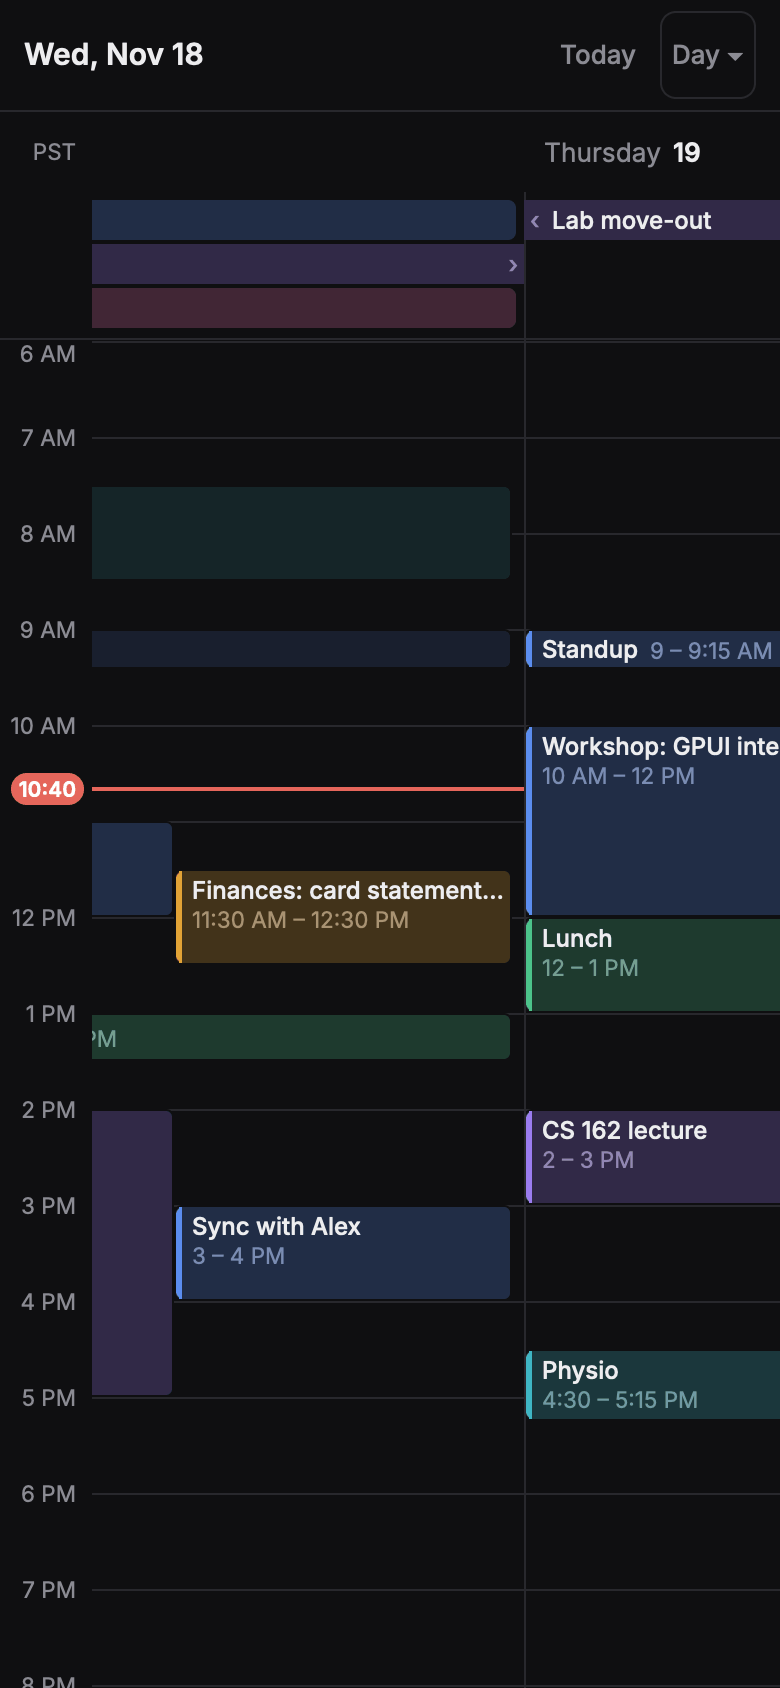 Wed, Nov 18
Today
Day
PST
Thursday 19
‹ Lab move-out
›
6 AM
7 AM
8 AM
9 AM
Standup 9 – 9:15 AM
10 AM
Workshop: GPUI inte
10 AM – 12 PM
10:40
Finances: card statement...
11:30 AM – 12:30 PM
12 PM
Lunch
12 – 1 PM
1 PM
PM
2 PM
CS 162 lecture
2 – 3 PM
3 PM
Sync with Alex
3 – 4 PM
4 PM
Physio
4:30 – 5:15 PM
5 PM
6 PM
7 PM
8 PM